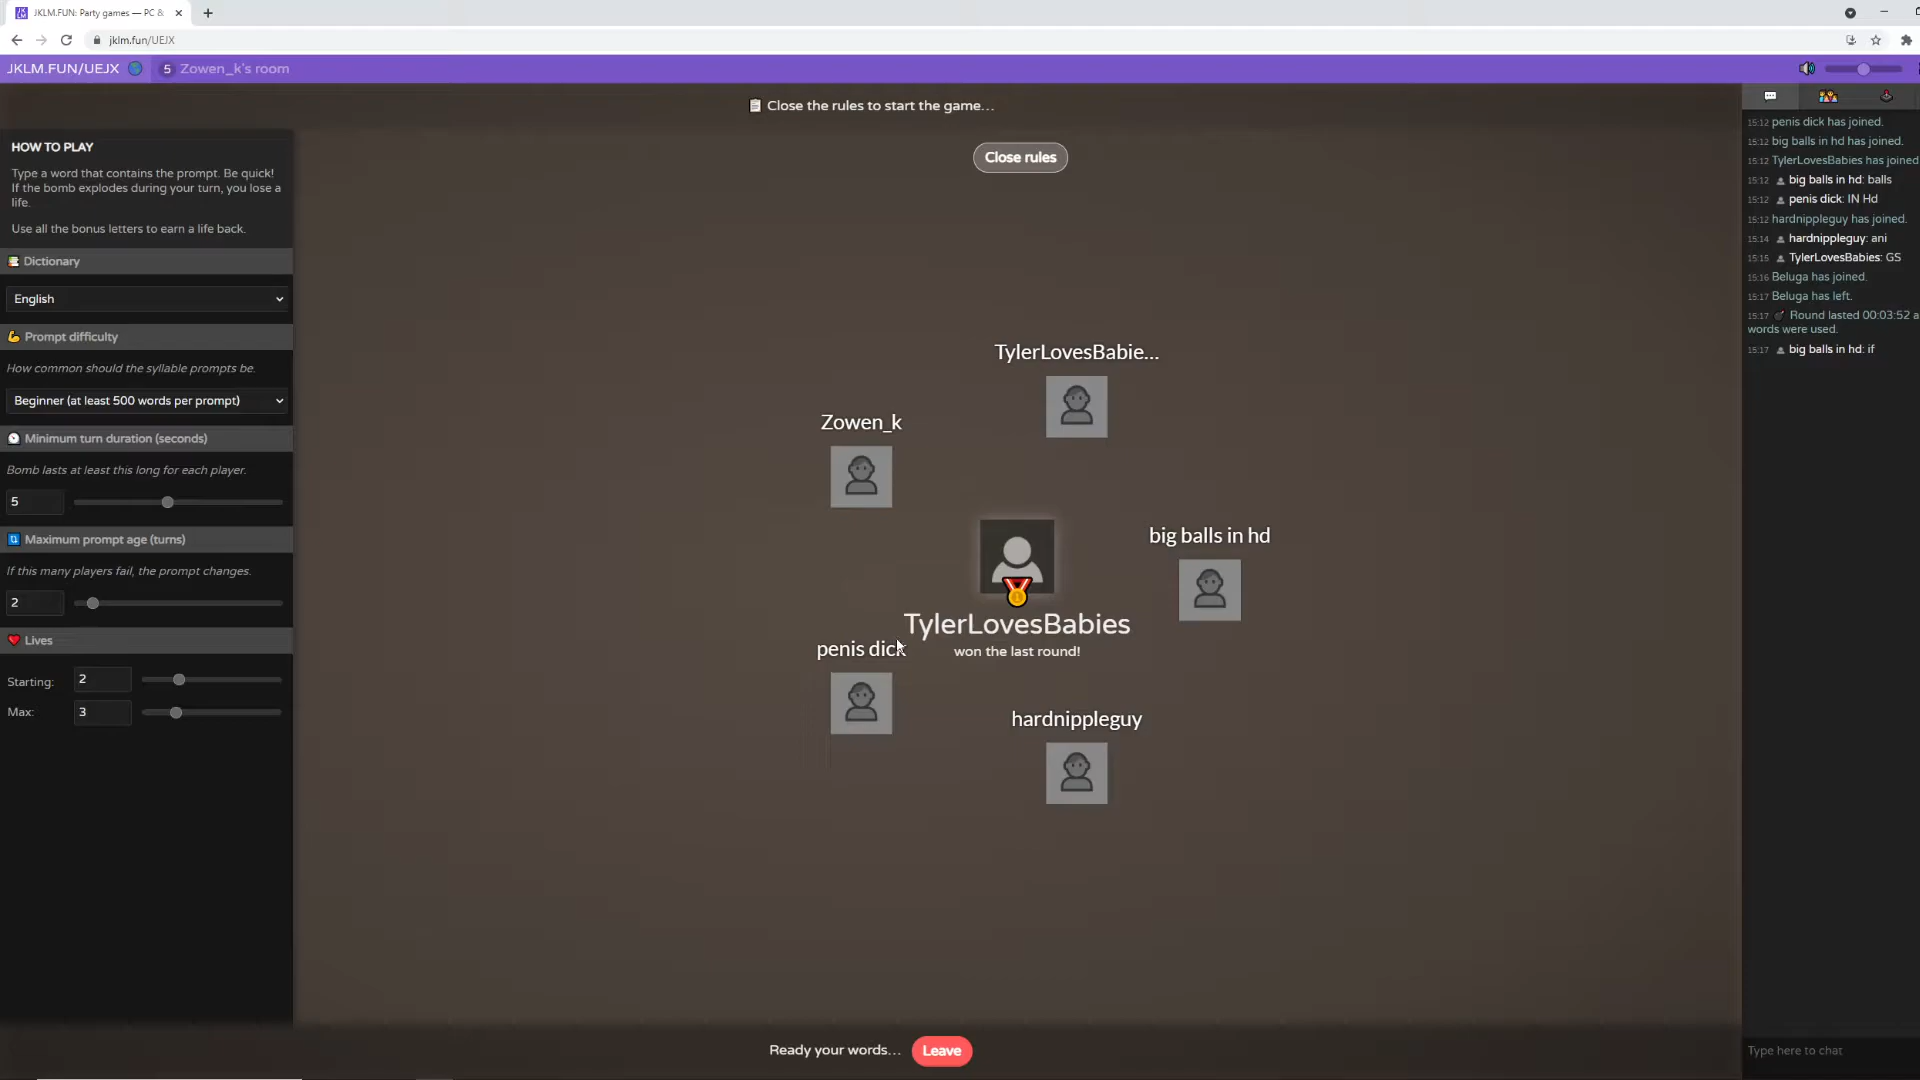 JKLM.FUN: Party games — PC &
jklm.fun/UEJX
JKLM.FUN/UEJX 5 Zowen_k's room
Close the rules to start the game…
Close rules
HOW TO PLAY
Type a word that contains the prompt. Be quick!
If the bomb explodes during your turn, you lose a
life.
Use all the bonus letters to earn a life back.
Dictionary
English
Prompt difficulty
How common should the syllable prompts be.
Beginner (at least 500 words per prompt)
Minimum turn duration (seconds)
Bomb lasts at least this long for each player.
5
Maximum prompt age (turns)
If this many players fail, the prompt changes.
2
Lives
Starting: 2
Max: 3
TylerLovesBabie...
Zowen_k
big balls in hd
1
TylerLovesBabies
won the last round!
penis dick
hardnippleguy
Ready your words… Leave
15:12 penis dick has joined.
15:12 big balls in hd has joined.
15:12 TylerLovesBabies has joined
15:12 big balls in hd: balls
15:12 penis dick: IN Hd
15:12 hardnippleguy has joined.
15:14 hardnippleguy: ani
15:15 TylerLovesBabies: GS
15:16 Beluga has joined.
15:17 Beluga has left.
15:17 Round lasted 00:03:52 a
words were used.
15:17 big balls in hd: if
Type here to chat